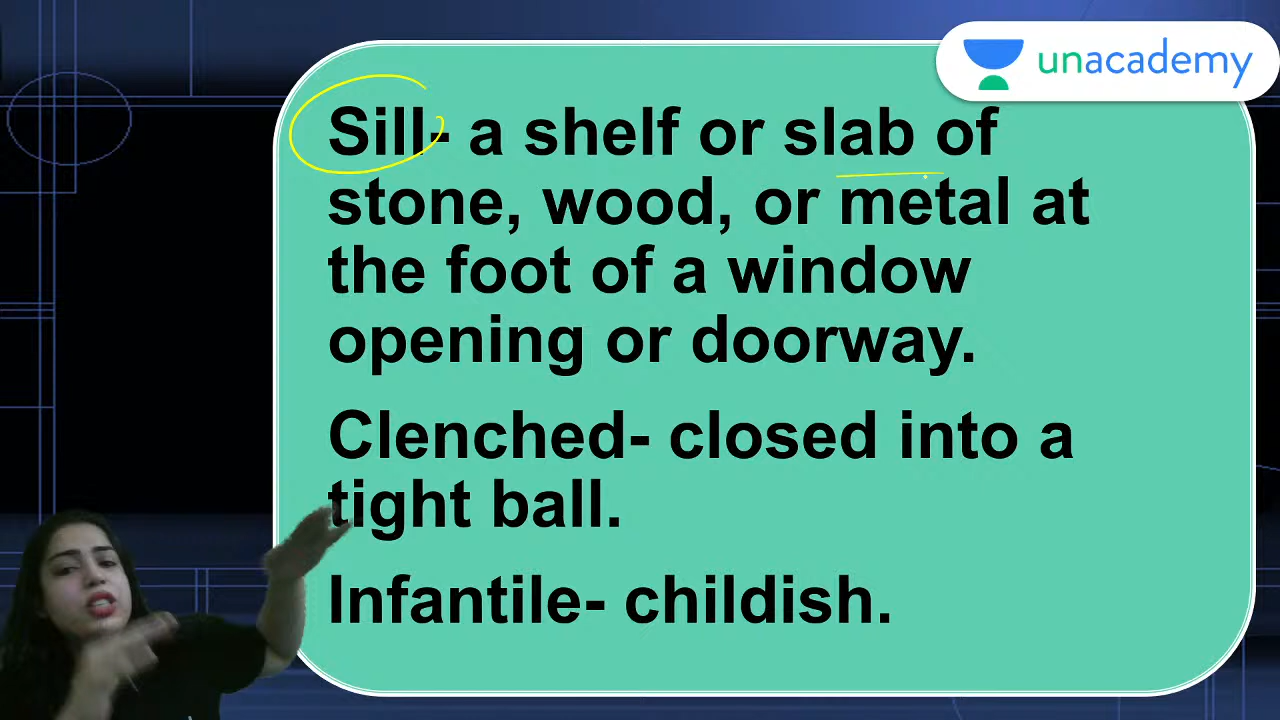 unacademy
Sill- a shelf or slab of
stone, wood, or metal at
the foot of a window
opening or doorway.
Clenched- closed into a
tight ball.
Infantile- childish.